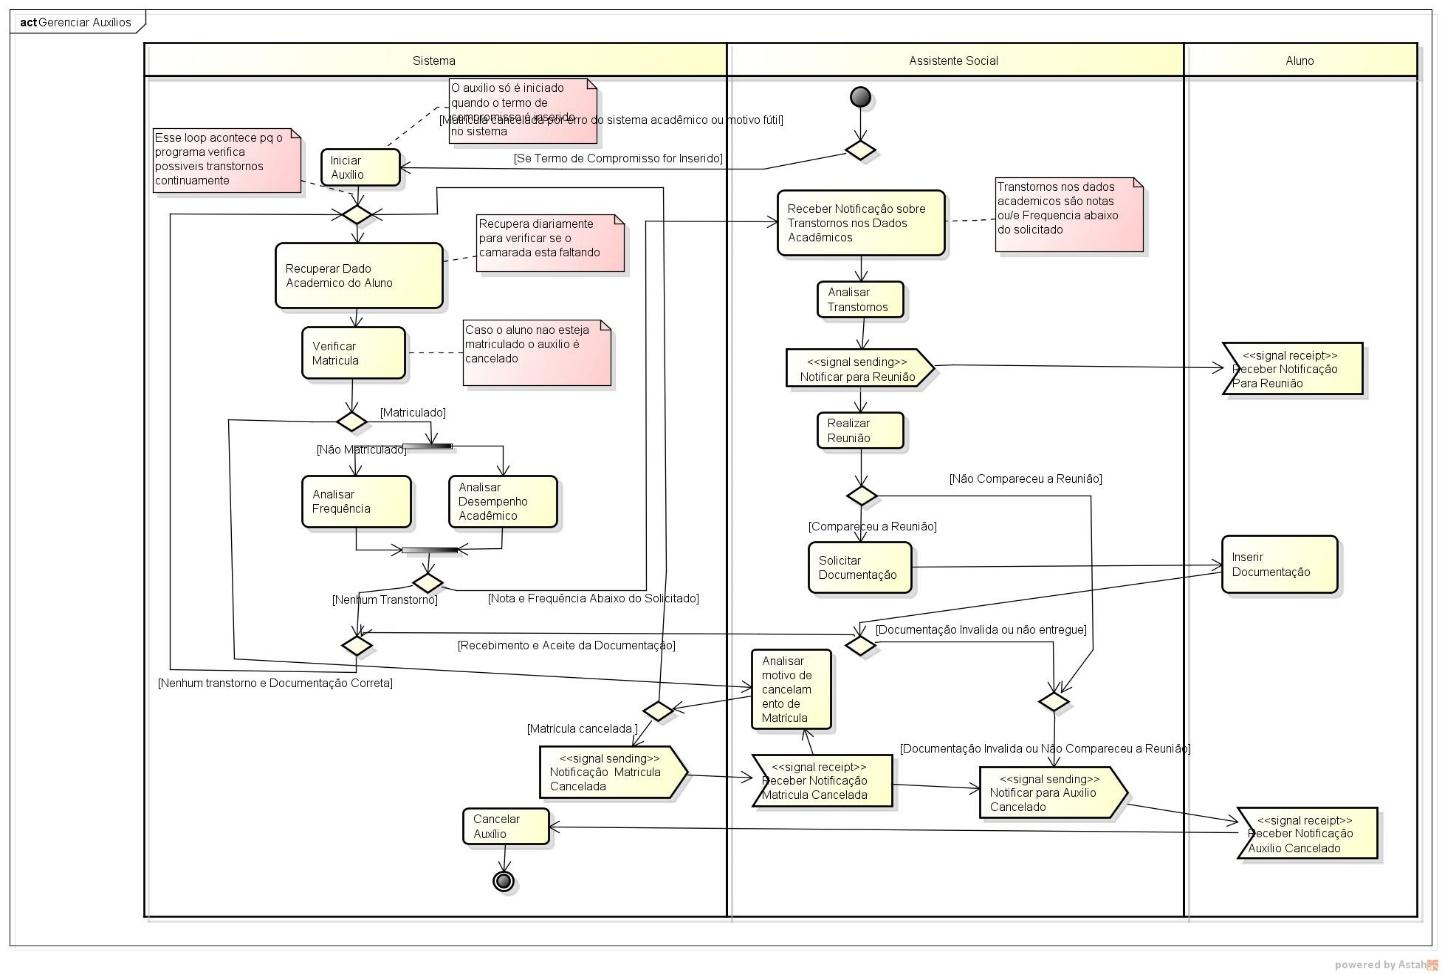 act Gerenciar Auxílios
Sistema
Assistente Social
Aluno
O auxilio só é iniciado
quando o termo de
compromisso é inserido
no sistema
[Matrícula cancelada por erro do sistema acadêmico ou motivo fútil]
Esse loop acontece pq o
programa verifica
possiveis transtornos
continuamente
Iniciar
Auxílio
[Se Termo de Compromisso for Inserido]
Recupera diariamente
para verificar se o
camarada esta faltando
Receber Notificação sobre
Transtornos nos Dados
Acadêmicos
Transtornos nos dados
academicos são notas
ou/e Frequencia abaixo
do solicitado
Recuperar Dado
Academico do Aluno
Analisar
Transtornos
Verificar
Matricula
Caso o aluno nao esteja
matriculado o auxilio é
cancelado
<<signal sending>>
Notificar para Reunião
<<signal receipt>>
Receber Notificação
Para Reunião
[Matriculado]
[Não Matriculado]
Realizar
Reunião
Analisar
Frequência
Analisar
Desempenho
Acadêmico
[Não Compareceu a Reunião]
[Compareceu a Reunião]
Solicitar
Documentação
Inserir
Documentação
[Nenhum Transtorno]
[Nota e Frequência Abaixo do Solicitado]
[Recebimento e Aceite da Documentação]
[Documentação Invalida ou não entregue]
[Nenhum transtorno e Documentação Correta]
Analisar
motivo de
cancelam
ento de
Matrícula
[Matrícula cancelada ]
[Documentação Invalida ou Não Compareceu a Reunião]
<<signal sending>>
Notificação  Matricula
Cancelada
<<signal receipt>>
Receber Notificação
Matricula Cancelada
<<signal sending>>
Notificar para Auxilio
Cancelado
<<signal receipt>>
Receber Notificação
Auxilio Cancelado
Cancelar
Auxílio
powered by Astah